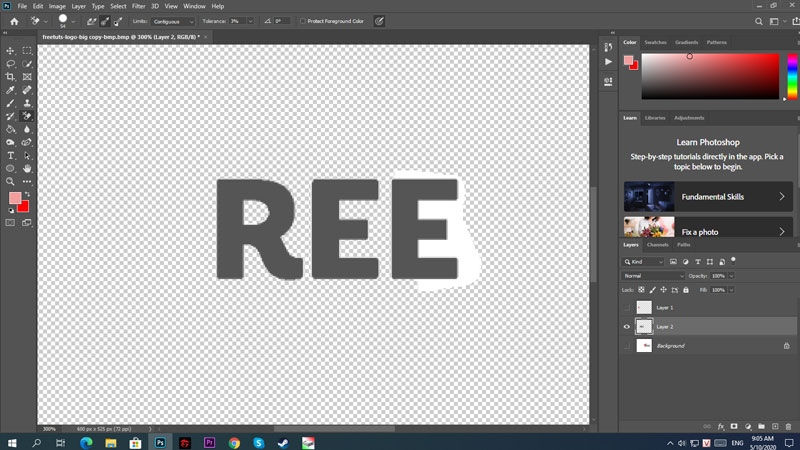 File Edit Image Layer Type Select Filter 3D View Window Help
54 Limits: Contiguous Tolerance: 3% 0° Protect Foreground Color
freetuts-logo-big copy-bmp.bmp @ 300% (Layer 2, RGB/8) *
REE
Color Swatches Gradients Patterns
Learn Libraries Adjustments
Learn Photoshop
Step-by-step tutorials directly in the app. Pick a
topic below to begin.
Fundamental Skills
Fix a photo
Layers Channels Paths
Kind
Normal Opacity: 100%
Lock: Fill: 100%
Layer 1
Layer 2
Background
300% 600 px x 525 px (72 ppi)
ENG 9:05 AM
5/10/2020